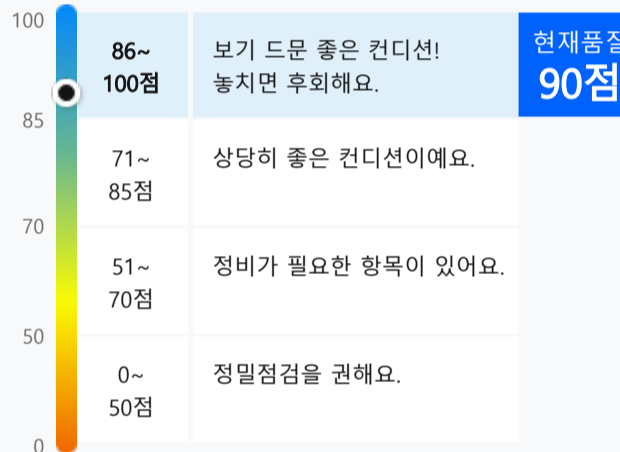 100
86~
100점
보기 드문 좋은 컨디션!
놓치면 후회해요.
현재품질
90점
85
71~
85점
상당히 좋은 컨디션이예요.
70
51~
70점
정비가 필요한 항목이 있어요.
50
0~
50점
정밀점검을 권해요.
0